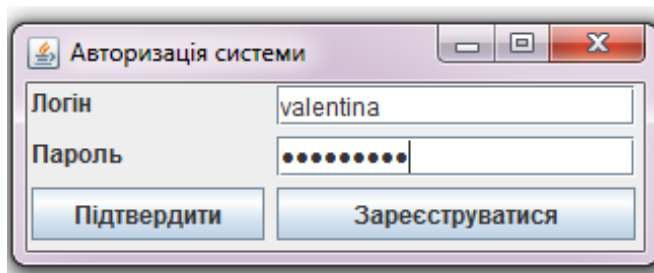 Авторизація системи
Логін valentina
Пароль •••••••••
Підтвердити Зареєструватися